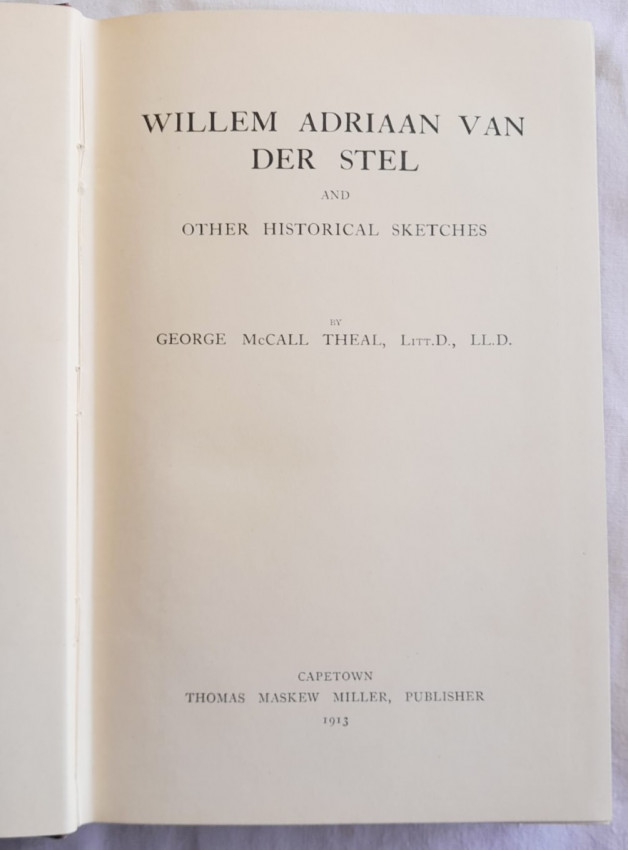 WILLEM ADRIAAN VAN
DER STEL
AND
OTHER HISTORICAL SKETCHES
BY
GEORGE McCALL THEAL, LITT.D., LL.D.
CAPETOWN
THOMAS MASKEW MILLER, PUBLISHER
1913